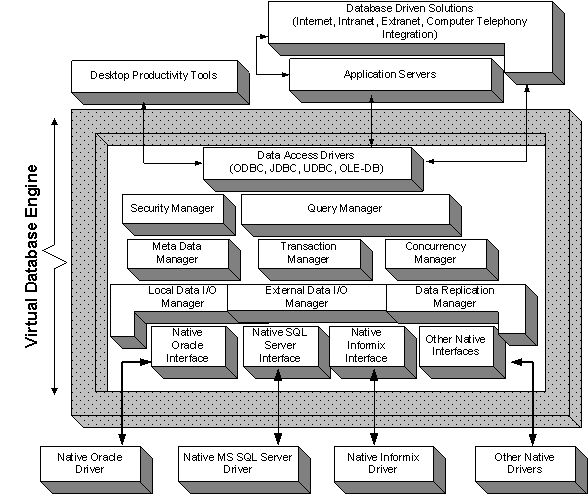 Database Driven Solutions
(Internet, Intranet, Extranet, Computer Telephony
Integration)
Desktop Productivity Tools
Application Servers
Virtual Database Engine
Data Access Drivers
(ODBC, JDBC, UDBC, OLE-DB)
Security Manager
Query Manager
Meta Data
Manager
Transaction
Manager
Concurrency
Manager
Local Data I/O
Manager
External Data I/O
Manager
Data Replication
Manager
Native
Oracle
Interface
Native SQL
Server
Interface
Native
Informix
Interface
Other Native
Interfaces
Native Oracle
Driver
Native MS SQL Server
Driver
Native Informix
Driver
Other Native
Drivers